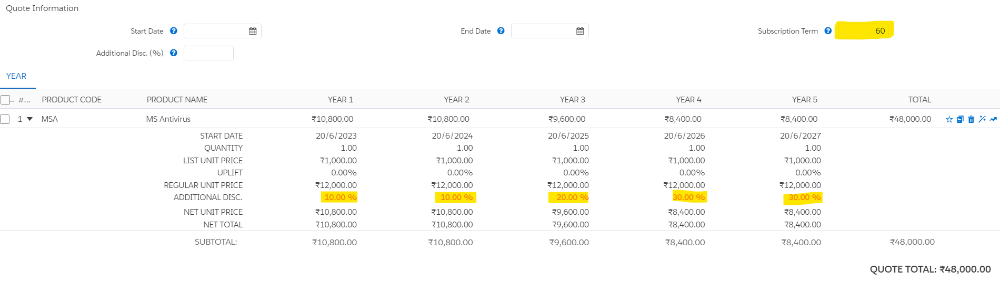 Quote Information
Start Date End Date Subscription Term 60
Additional Disc. (%)
YEAR
.. #... PRODUCT CODE PRODUCT NAME YEAR 1 YEAR 2 YEAR 3 YEAR 4 YEAR 5 TOTAL
1 MSA MS Antivirus ₹10,800.00 ₹10,800.00 ₹9,600.00 ₹8,400.00 ₹8,400.00 ₹48,000.00
START DATE 20/6/2023 20/6/2024 20/6/2025 20/6/2026 20/6/2027
QUANTITY 1.00 1.00 1.00 1.00 1.00
LIST UNIT PRICE ₹1,000.00 ₹1,000.00 ₹1,000.00 ₹1,000.00 ₹1,000.00
UPLIFT 0.00% 0.00% 0.00% 0.00% 0.00%
REGULAR UNIT PRICE ₹12,000.00 ₹12,000.00 ₹12,000.00 ₹12,000.00 ₹12,000.00
ADDITIONAL DISC. 10.00 % 10.00 % 20.00 % 30.00 % 30.00 %
NET UNIT PRICE ₹10,800.00 ₹10,800.00 ₹9,600.00 ₹8,400.00 ₹8,400.00
NET TOTAL ₹10,800.00 ₹10,800.00 ₹9,600.00 ₹8,400.00 ₹8,400.00
SUBTOTAL: ₹10,800.00 ₹10,800.00 ₹9,600.00 ₹8,400.00 ₹8,400.00 ₹48,000.00
QUOTE TOTAL: ₹48,000.00